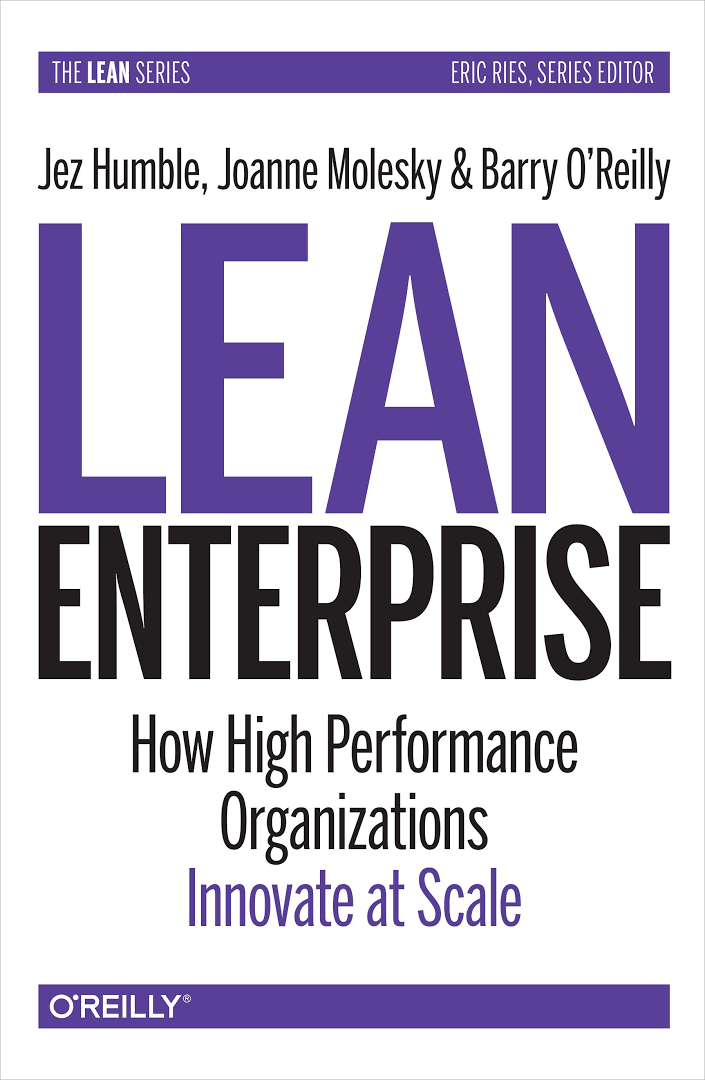 THE LEAN SERIES
ERIC RIES, SERIES EDITOR
Jez Humble, Joanne Molesky & Barry O'Reilly
LEAN
ENTERPRISE
How High Performance
Organizations
Innovate at Scale
O'REILLY®